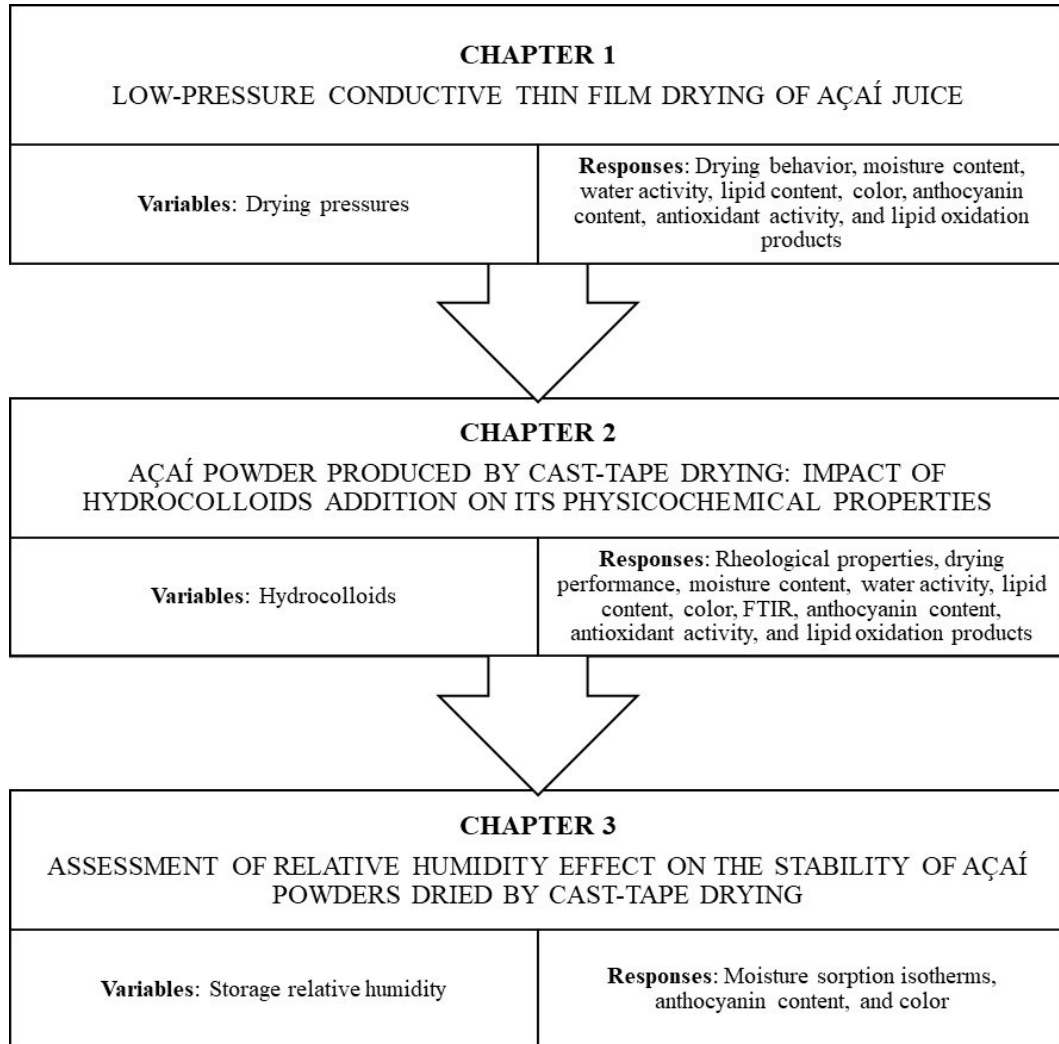 CHAPTER 1
LOW-PRESSURE CONDUCTIVE THIN FILM DRYING OF AÇAÍ JUICE
Variables: Drying pressures
Responses: Drying behavior, moisture content,
water activity, lipid content, color, anthocyanin
content, antioxidant activity, and lipid oxidation
products
CHAPTER 2
AÇAÍ POWDER PRODUCED BY CAST-TAPE DRYING: IMPACT OF
HYDROCOLLOIDS ADDITION ON ITS PHYSICOCHEMICAL PROPERTIES
Variables: Hydrocolloids
Responses: Rheological properties, drying
performance, moisture content, water activity, lipid
content, color, FTIR, anthocyanin content,
antioxidant activity, and lipid oxidation products
CHAPTER 3
ASSESSMENT OF RELATIVE HUMIDITY EFFECT ON THE STABILITY OF AÇAÍ
POWDERS DRIED BY CAST-TAPE DRYING
Variables: Storage relative humidity
Responses: Moisture sorption isotherms,
anthocyanin content, and color